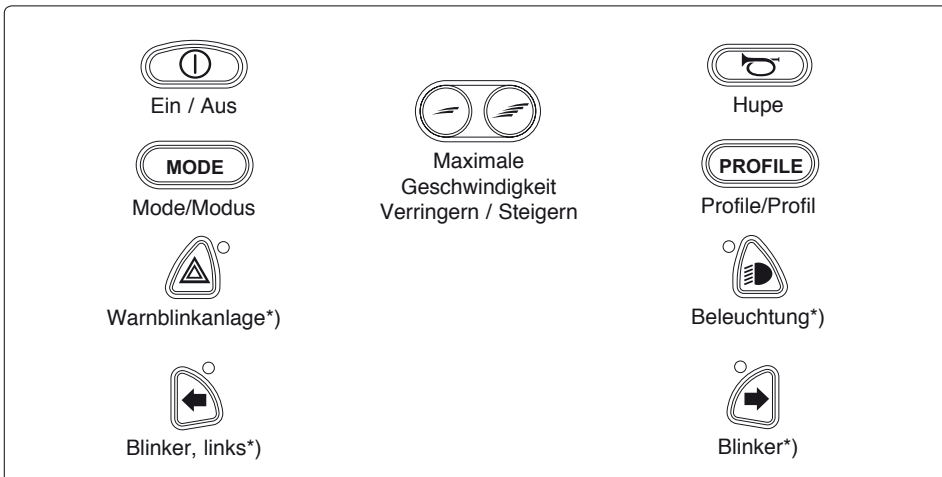 Ein / Aus
MODE
Mode/Modus
Warnblinkanlage*)
Blinker, links*)
Maximale
Geschwindigkeit
Verringern / Steigern
Hupe
PROFILE
Profile/Profil
Beleuchtung*)
Blinker*)